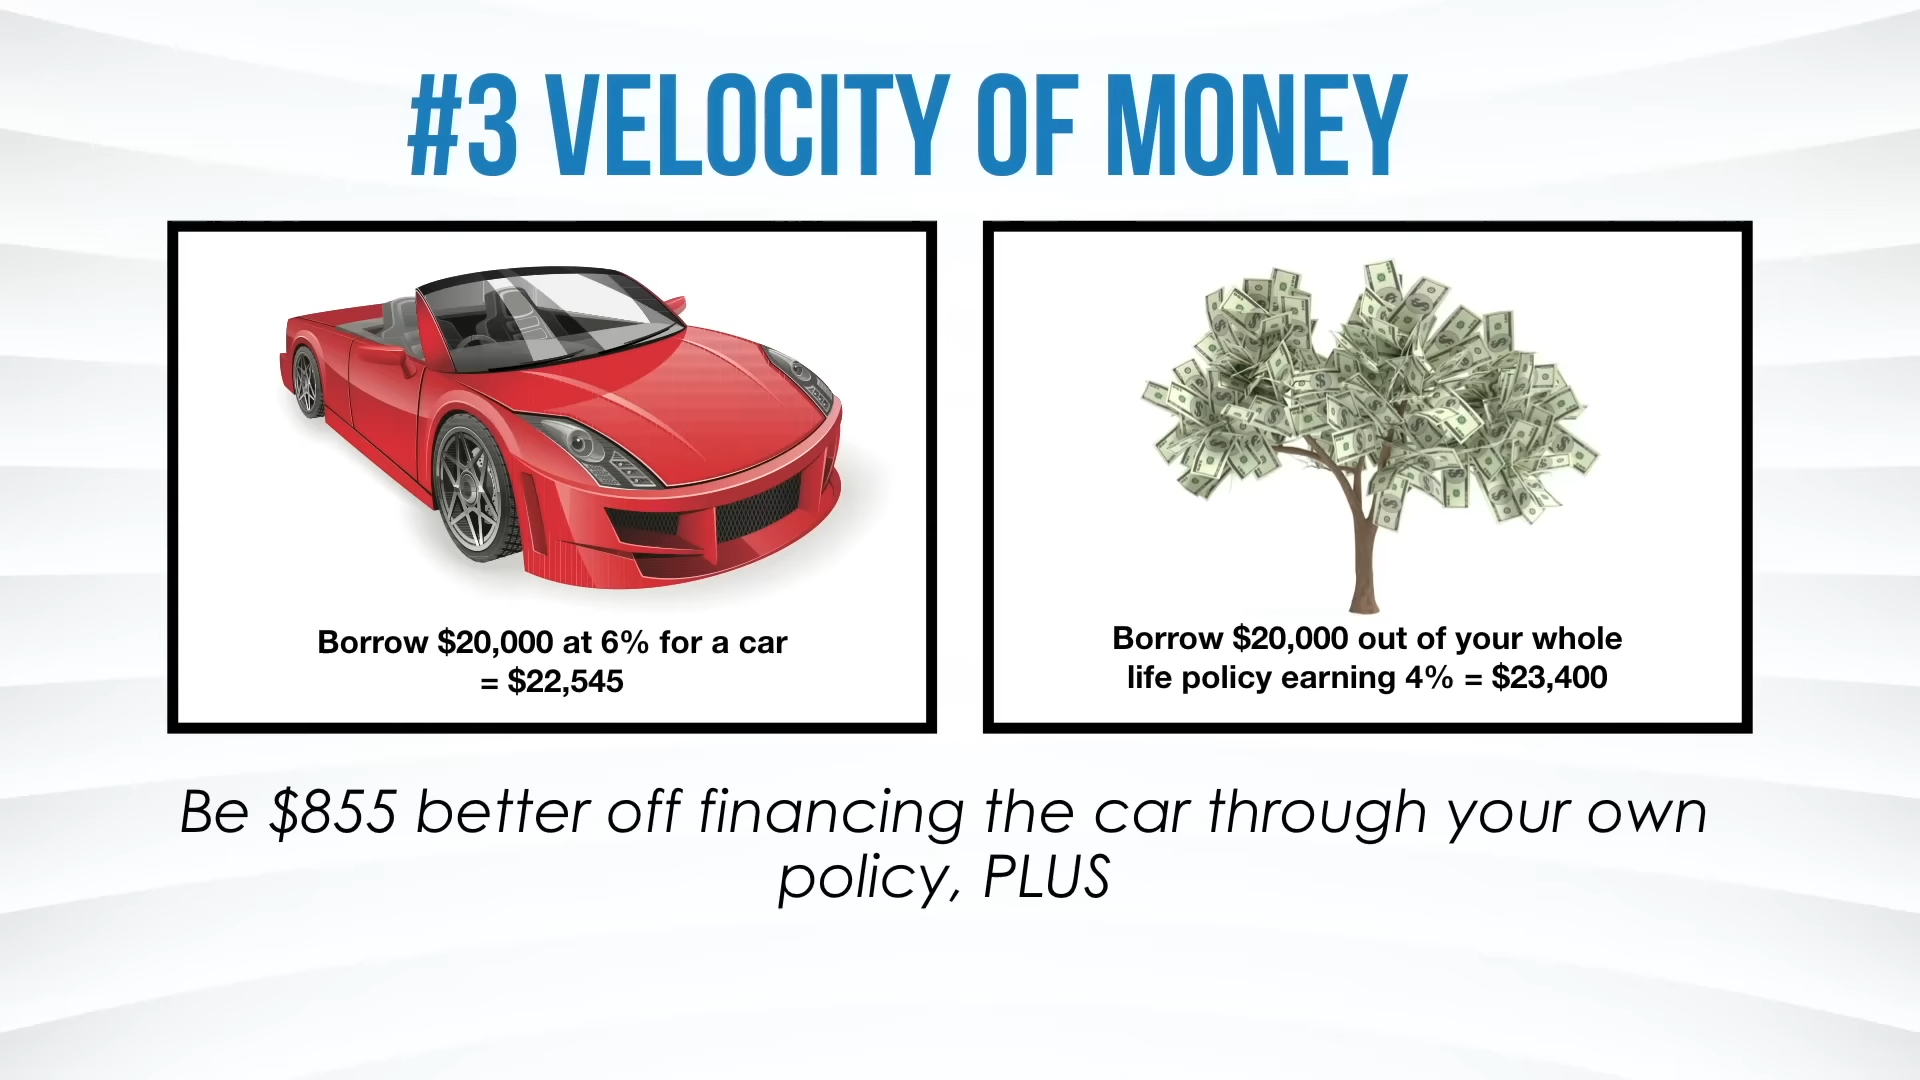 #3 VELOCITY OF MONEY
Borrow $20,000 at 6% for a car
= $22,545
Borrow $20,000 out of your whole
life policy earning 4% = $23,400
Be $855 better off financing the car through your own
policy, PLUS